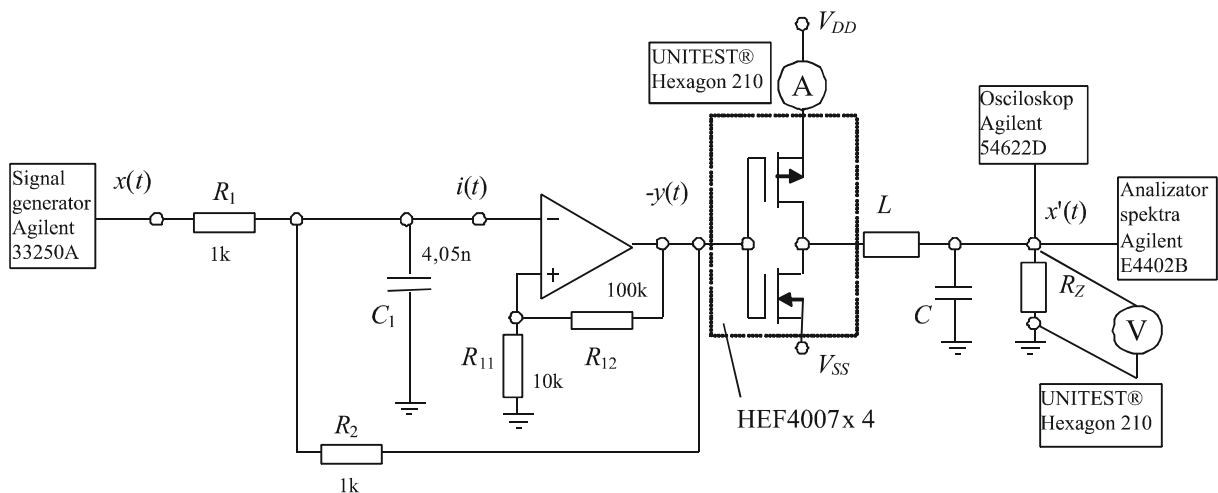 V_DD
UNITEST®
Hexagon 210
A
Osciloskop
Agilent
54622D
Signal
generator
Agilent
33250A
x(t)
R_1
1k
i(t)
-y(t)
L
x'(t)
Analizator
spektra
Agilent
E4402B
−
+
4,05n
C_1
100k
R_12
R_11
10k
C
R_Z
V
V_SS
R_2
1k
HEF4007x 4
UNITEST®
Hexagon 210